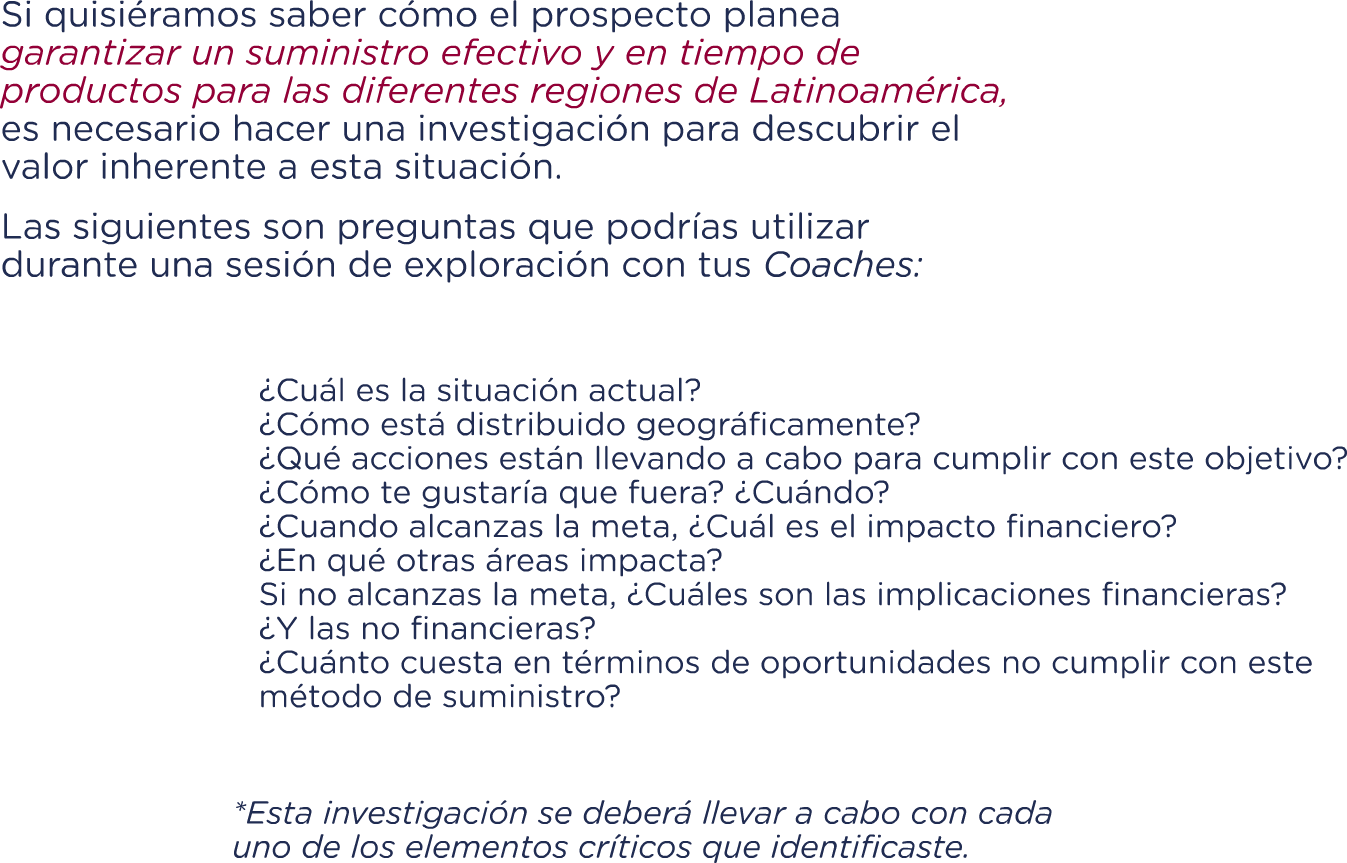 Si quisiéramos saber cómo el prospecto planea
garantizar un suministro efectivo y en tiempo de
productos para las diferentes regiones de Latinoamérica,
es necesario hacer una investigación para descubrir el
valor inherente a esta situación.
Las siguientes son preguntas que podrías utilizar
durante una sesión de exploración con tus Coaches:
¿Cuál es la situación actual?
¿Cómo está distribuido geográficamente?
¿Qué acciones están llevando a cabo para cumplir con este objetivo?
¿Cómo te gustaría que fuera? ¿Cuándo?
¿Cuando alcanzas la meta, ¿Cuál es el impacto financiero?
¿En qué otras áreas impacta?
Si no alcanzas la meta, ¿Cuáles son las implicaciones financieras?
¿Y las no financieras?
¿Cuánto cuesta en términos de oportunidades no cumplir con este
método de suministro?
*Esta investigación se deberá llevar a cabo con cada
uno de los elementos críticos que identificaste.